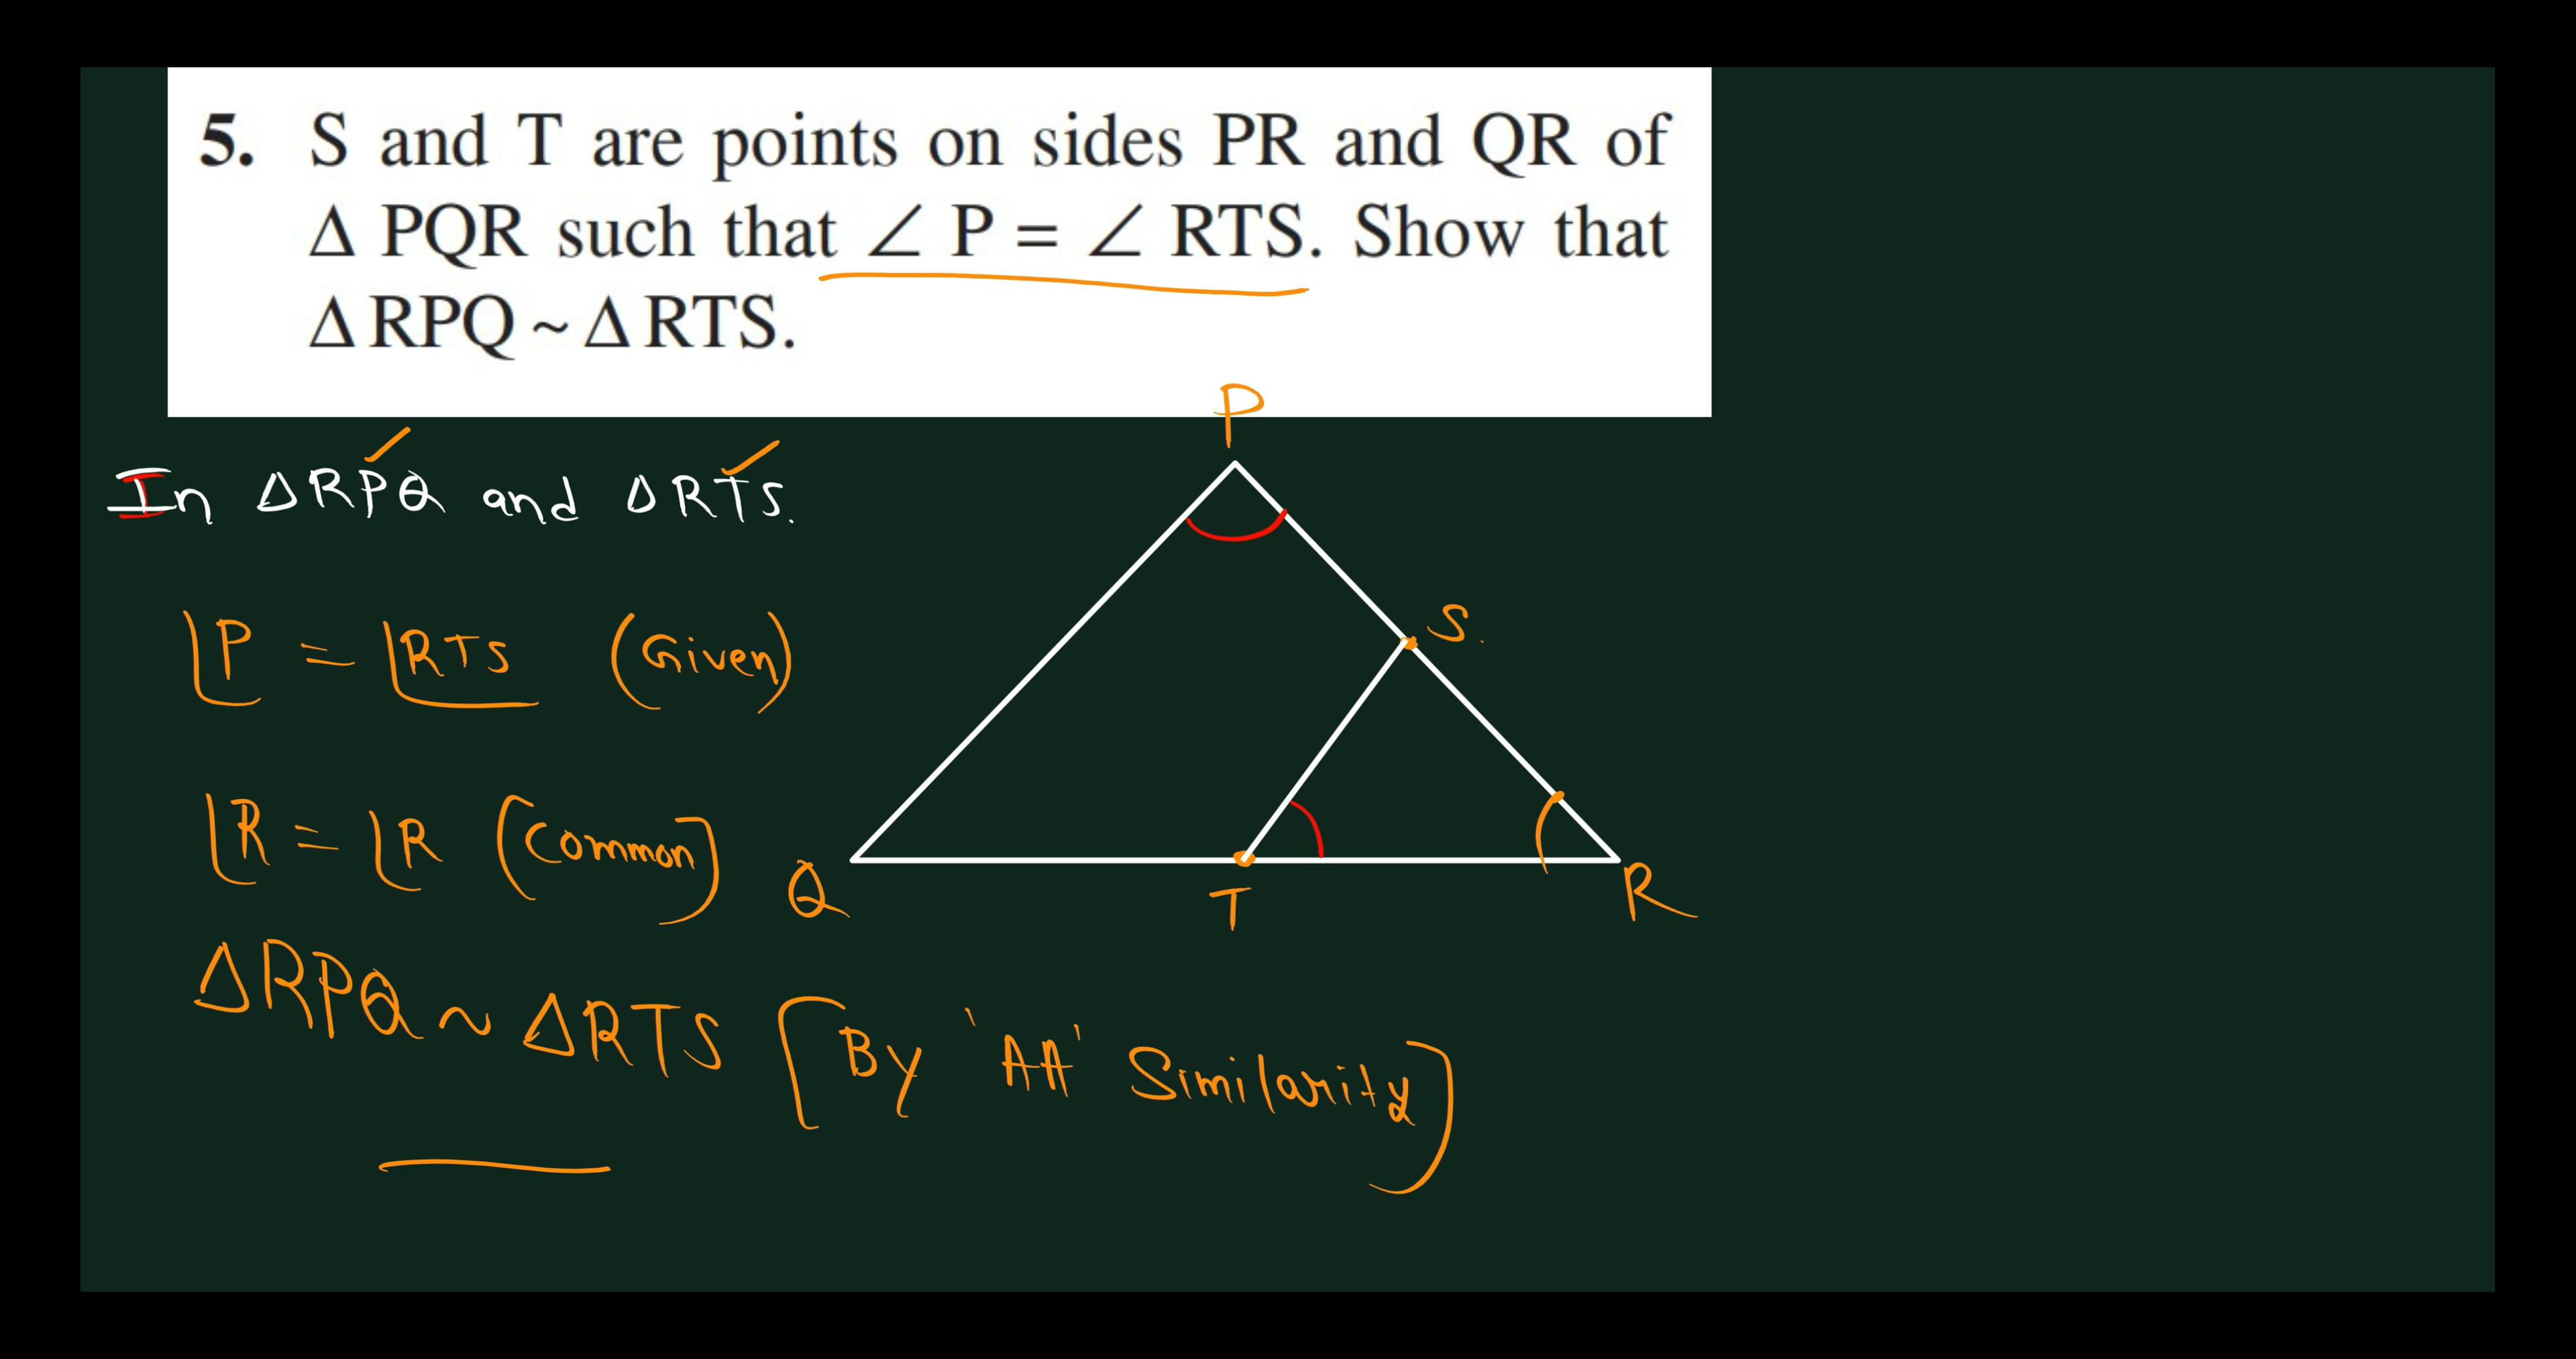 5. S and T are points on sides PR and QR of
Δ PQR such that ∠ P = ∠ RTS. Show that
Δ RPQ ~ Δ RTS.
In ΔRPQ and ΔRTS.
∠P = ∠RTS (Given)
∠R = ∠R (Common)
ΔRPQ ~ ΔRTS [By 'AA' Similarity]
P
S.
Q
T
R